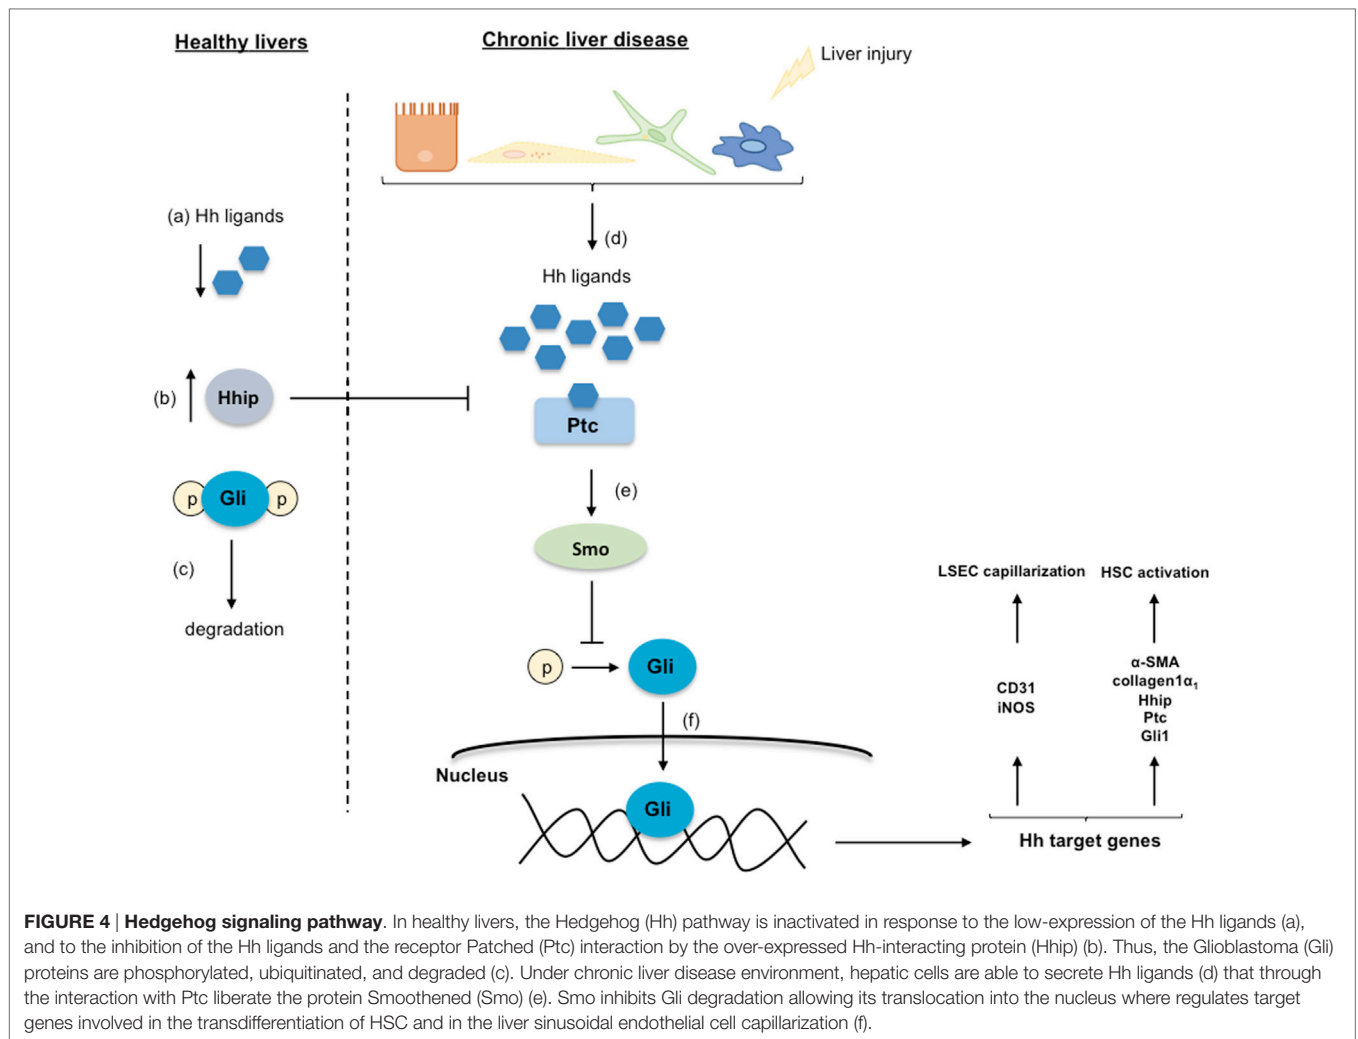 Healthy livers
Chronic liver disease
Liver injury
(a) Hh ligands
(d)
Hh ligands
(b)
Hhip
Ptc
p
Gli
p
(e)
(c)
Smo
degradation
p
Gli
(f)
Nucleus
Gli
LSEC capillarization
HSC activation
CD31
iNOS
α-SMA
collagen1α₁
Hhip
Ptc
Gli1
Hh target genes
FIGURE 4 | Hedgehog signaling pathway. In healthy livers, the Hedgehog (Hh) pathway is inactivated in response to the low-expression of the Hh ligands (a),
and to the inhibition of the Hh ligands and the receptor Patched (Ptc) interaction by the over-expressed Hh-interacting protein (Hhip) (b). Thus, the Glioblastoma (Gli)
proteins are phosphorylated, ubiquitinated, and degraded (c). Under chronic liver disease environment, hepatic cells are able to secrete Hh ligands (d) that through
the interaction with Ptc liberate the protein Smoothened (Smo) (e). Smo inhibits Gli degradation allowing its translocation into the nucleus where regulates target
genes involved in the transdifferentiation of HSC and in the liver sinusoidal endothelial cell capillarization (f).